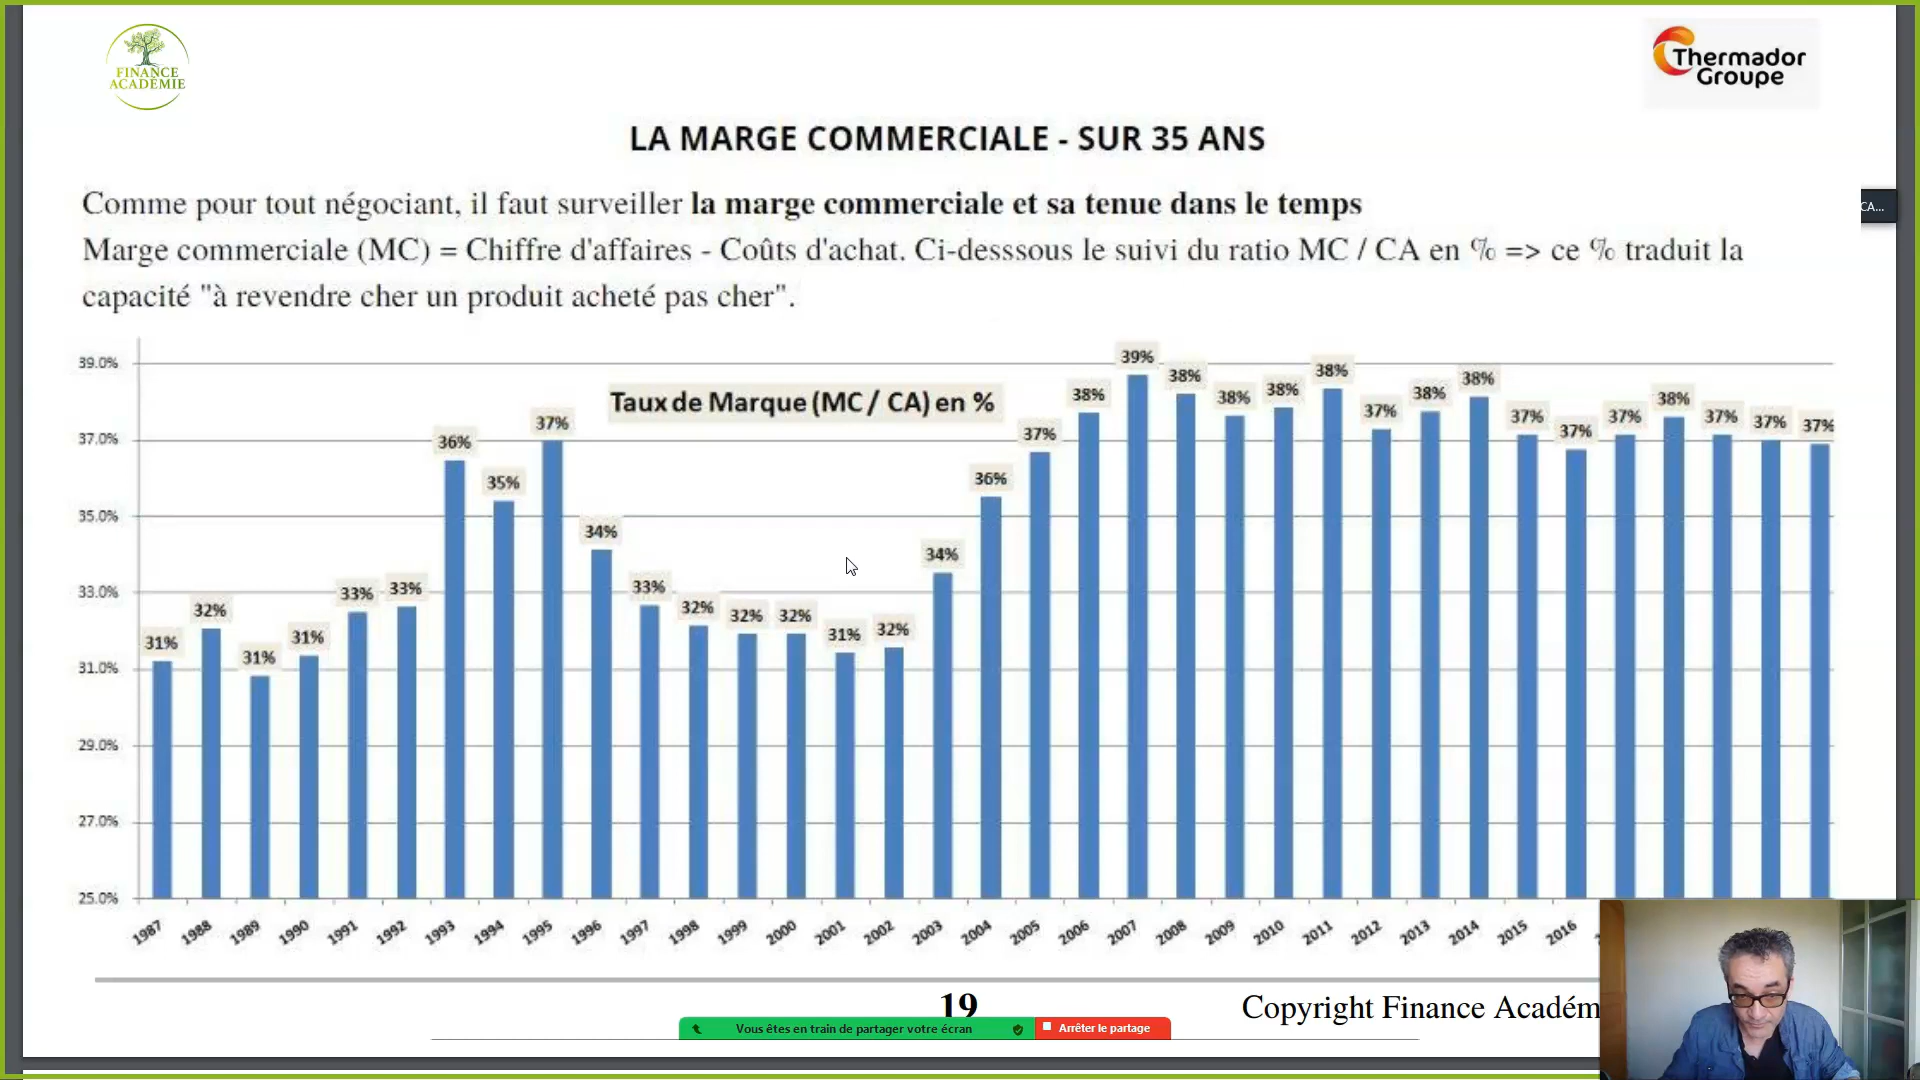 FINANCE
ACADÉMIE
Thermador
Groupe
LA MARGE COMMERCIALE - SUR 35 ANS
CA...
Comme pour tout négociant, il faut surveiller la marge commerciale et sa tenue dans le temps
Marge commerciale (MC) = Chiffre d'affaires - Coûts d'achat. Ci-desssous le suivi du ratio MC / CA en % => ce % traduit la
capacité "à revendre cher un produit acheté pas cher".
Taux de Marque (MC / CA) en %
39.0%
37.0%
35.0%
33.0%
31.0%
29.0%
27.0%
25.0%
31% 32% 31% 31% 33% 33% 36% 35% 37% 34% 33% 32% 32% 32% 31% 32% 34% 36% 37% 38% 39% 38% 38% 38% 38% 37% 38% 38% 37% 37% 37% 38% 37% 37% 37%
1987 1988 1989 1990 1991 1992 1993 1994 1995 1996 1997 1998 1999 2000 2001 2002 2003 2004 2005 2006 2007 2008 2009 2010 2011 2012 2013 2014 2015 2016
19
Copyright Finance Académ
Vous êtes en train de partager votre écran
Arrêter le partage